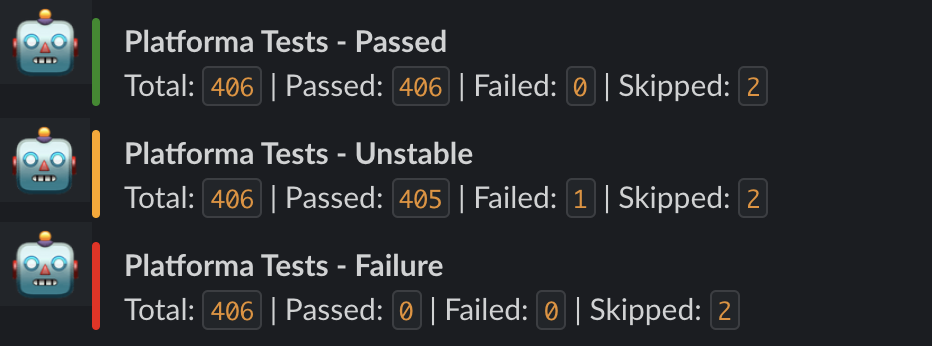 Platforma Tests - Passed
Total: 406 | Passed: 406 | Failed: 0 | Skipped: 2
Platforma Tests - Unstable
Total: 406 | Passed: 405 | Failed: 1 | Skipped: 2
Platforma Tests - Failure
Total: 406 | Passed: 0 | Failed: 0 | Skipped: 2